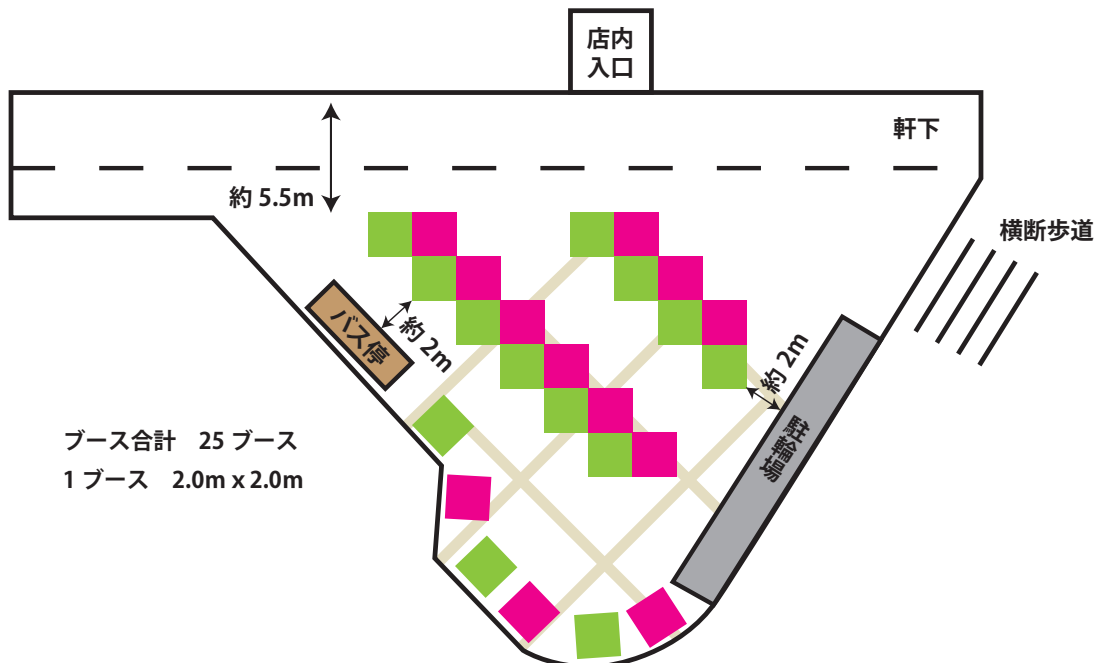 店内
入口
軒下
約 5.5m
横断歩道
バス停
約 2m
約 2m
駐輪場
ブース合計　25 ブース
1 ブース　2.0m x 2.0m